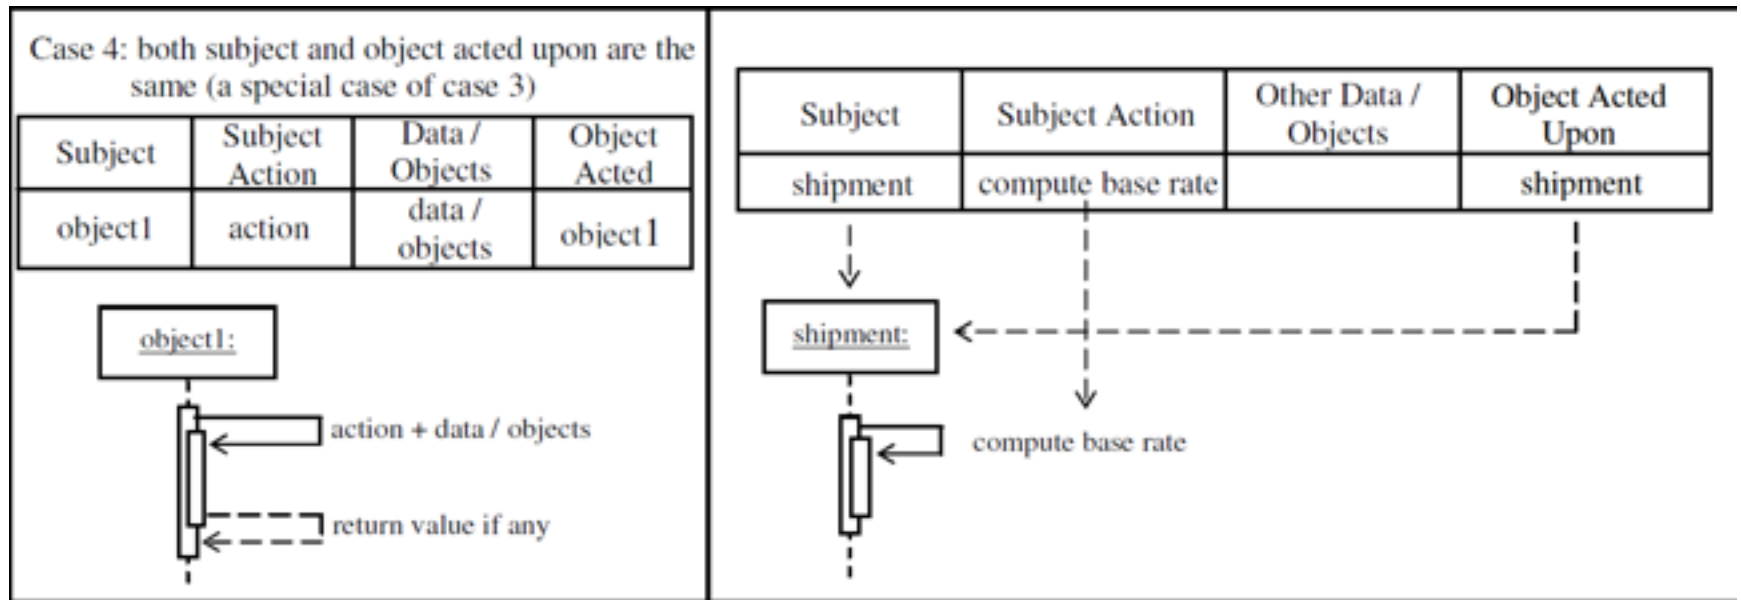 Case 4: both subject and object acted upon are the
same (a special case of case 3)
Subject
Subject
Action
Data /
Objects
Object
Acted
object1
action
data /
objects
object1
object1:
action + data / objects
return value if any
Subject
Subject Action
Other Data /
Objects
Object Acted
Upon
shipment
compute base rate
shipment
shipment:
compute base rate